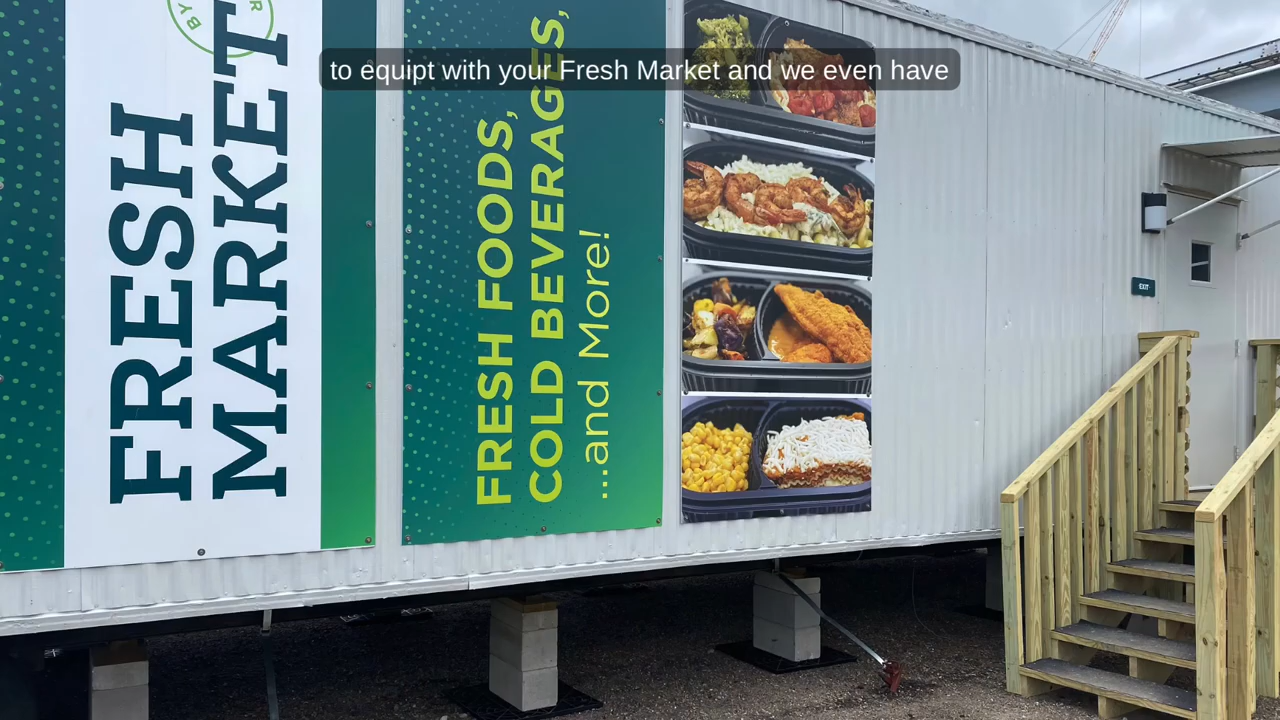 to equipt with your Fresh Market and we even have
BY
FRESH
MARKET
FRESH FOODS,
COLD BEVERAGES,
...and More!
EXIT